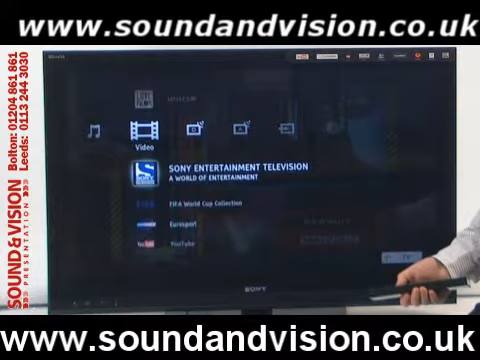 www.soundandvision.co.uk
Bolton: 01204 861 861
Leeds: 0113 244 3030
SOUND&VISION
PRESENTATION
Video
SONY ENTERTAINMENT TELEVISION
A WORLD OF ENTERTAINMENT
FIFA World Cup Collection
Eurosport
YouTube
SONY
www.soundandvision.co.uk